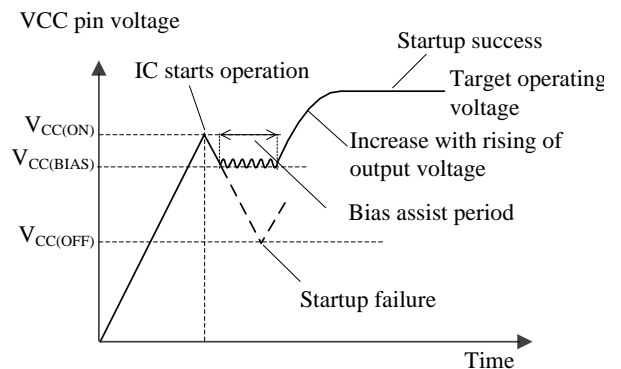 VCC pin voltage
Startup success
IC starts operation
Target operating
voltage
VCC(ON)
Increase with rising of
output voltage
VCC(BIAS)
Bias assist period
VCC(OFF)
Startup failure
Time